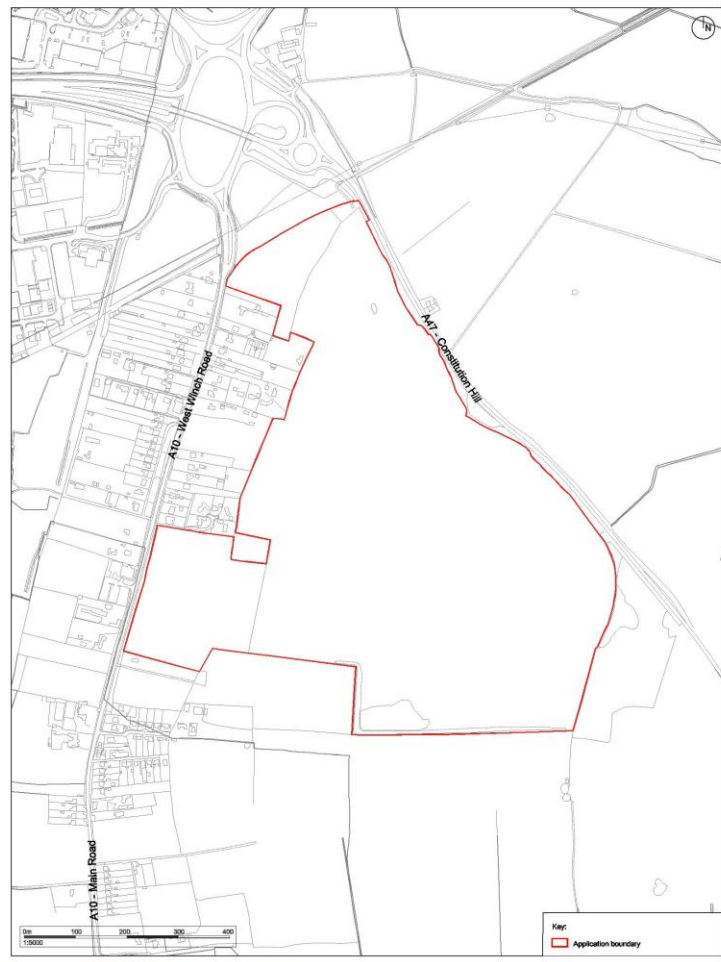 N
A47 - Constitution Hill
A10 - West Winch Road
A10 - Main Road
0m 100 200 300 400
1:5000
Key:
Application boundary